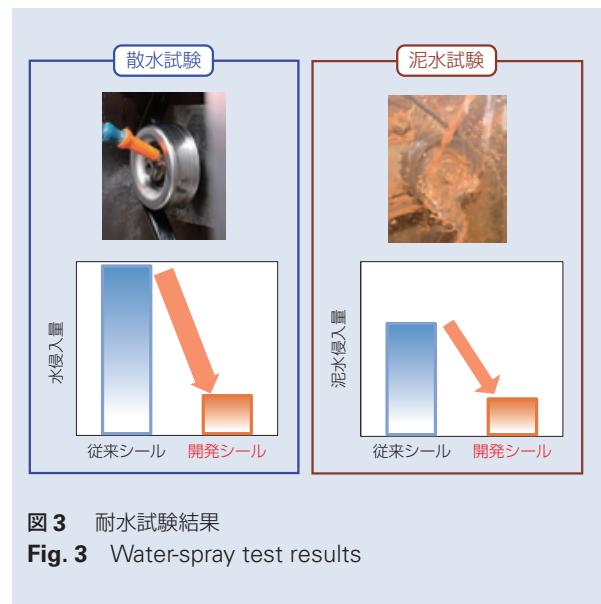 散水試験
泥水試験
水侵入量
従来シール
開発シール
泥水侵入量
従来シール
開発シール
図3 耐水試験結果
Fig. 3 Water-spray test results